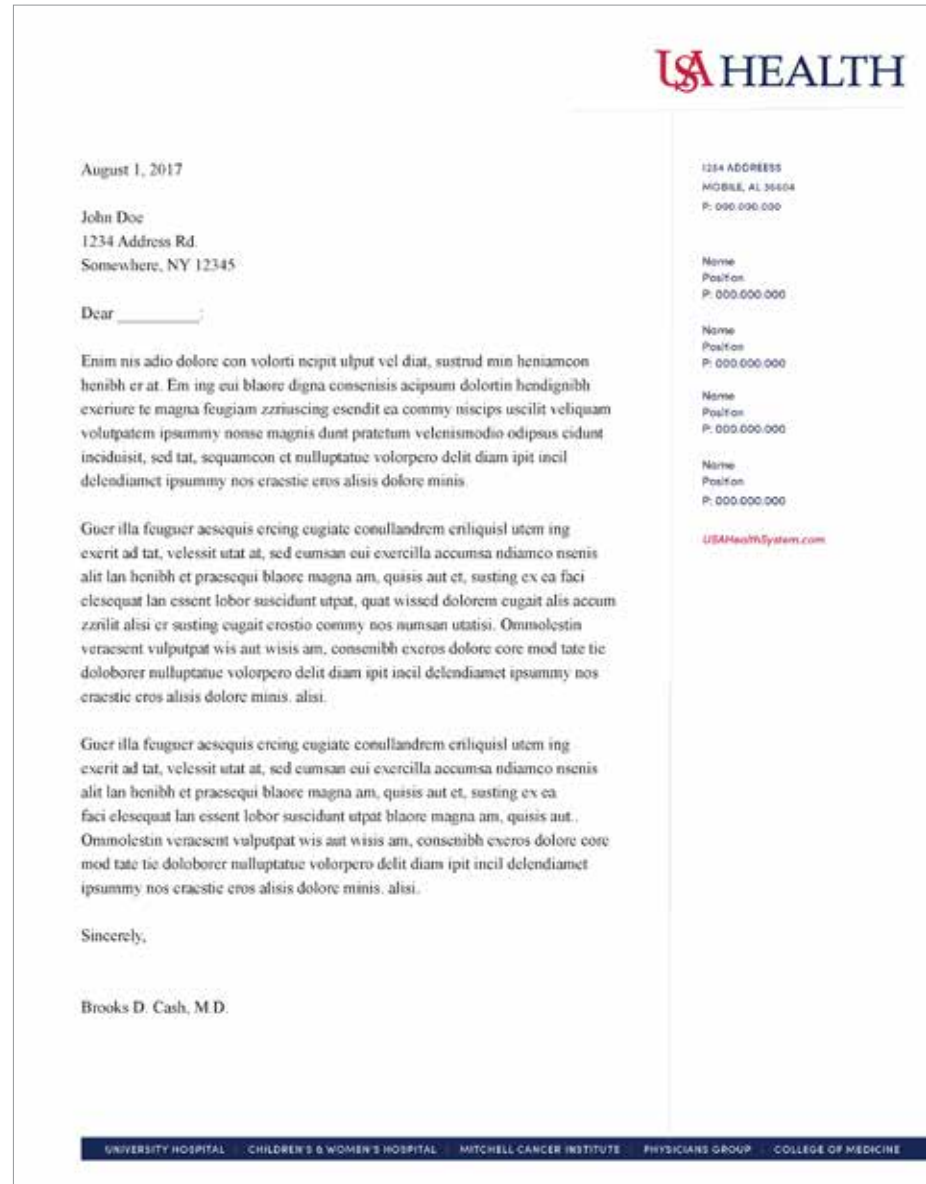 USA HEALTH
August 1, 2017
John Doe
1234 Address Rd.
Somewhere, NY 12345
Dear __________:
Enim nis adio dolore con volorti ncipit ulput vel diat, sustrud min heniamcon
henibh er at. Em ing eui blaore digna consenisis acipsum dolortin hendignibh
exeriure te magna feugiam zzriuscing esendit ea commy niscips uscilit veliquam
volutpatem ipsummy nonse magnis dunt pratetum velenismodio odipsus eidunt
inciduisit, sed tat, sequamcon et nulluptatue volorpero delit diam ipit incil
delendiamet ipsummy nos eraestie eros alisis dolore minis.
Guer illa feuguer aesequis ercing eugiate conullandrem enliquisl utem ing
exerit ad tat, velessit utat at, sed eumsan eui exercilla accumsa ndiamco nsenis
alit lan henibh et praesequi blaore magna am, quisis aut et, susting ex ea faci
elesequat lan essent lobor suscidunt utpat, quat wissed dolorem eugait alis accum
zzrilit alisi er susting eugait erostio commy nos numsan utatisi. Ommolestin
veraesent vulputpat wis aut wisis am, consenibh exeros dolore core mod tate tie
doloborer nulluptatue volorpero delit diam ipit incil delendiamet ipsummy nos
eraestie eros alisis dolore minis. alisi.
Guer illa feuguer aesequis ercing eugiate conullandrem enliquisl utem ing
exerit ad tat, velessit utat at, sed eumsan eui exercilla accumsa ndiamco nsenis
alit lan henibh et praesequi blaore magna am, quisis aut et, susting ex ea
faci elesequat lan essent lobor suscidunt utpat blaore magna am, quisis aut..
Ommolestin veraesent vulputpat wis aut wisis am, consenibh exeros dolore core
mod tate tie doloborer nulluptatue volorpero delit diam ipit incil delendiamet
ipsummy nos eraestie eros alisis dolore minis. alisi.
Sincerely,
Brooks D. Cash, M.D.
1234 ADDREESS
MOBILE, AL 36604
P: 000.000.000
Name
Position
P: 000.000.000
Name
Position
P: 000.000.000
Name
Position
P: 000.000.000
Name
Position
P: 000.000.000
USAHealthSystem.com
UNIVERSITY HOSPITAL CHILDREN'S & WOMEN'S HOSPITAL MITCHELL CANCER INSTITUTE PHYSICIANS GROUP COLLEGE OF MEDICINE